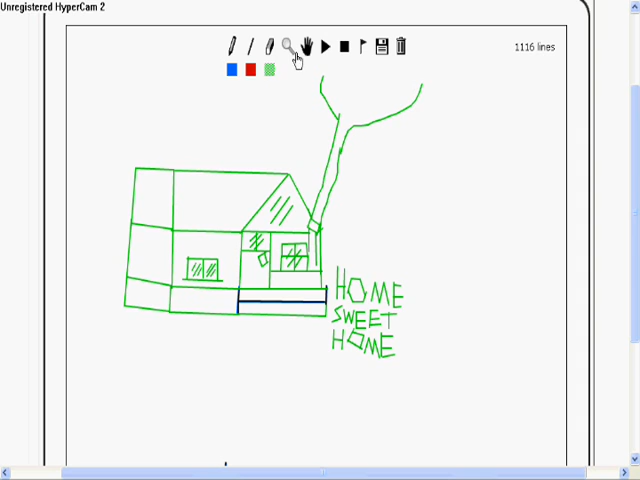 Unregistered HyperCam 2
1116 lines
HOME
SWEET
HOME